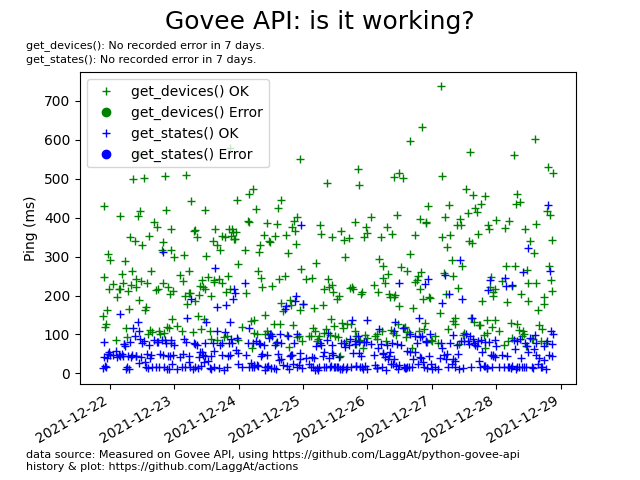 Govee API: is it working?
get_devices(): No recorded error in 7 days.
get_states(): No recorded error in 7 days.
get_devices() OK
get_devices() Error
get_states() OK
get_states() Error
Ping (ms)
700
600
500
400
300
200
100
0
2021-12-22
2021-12-23
2021-12-24
2021-12-25
2021-12-26
2021-12-27
2021-12-28
2021-12-29
data source: Measured on Govee API, using https://github.com/LaggAt/python-govee-api
history & plot: https://github.com/LaggAt/actions